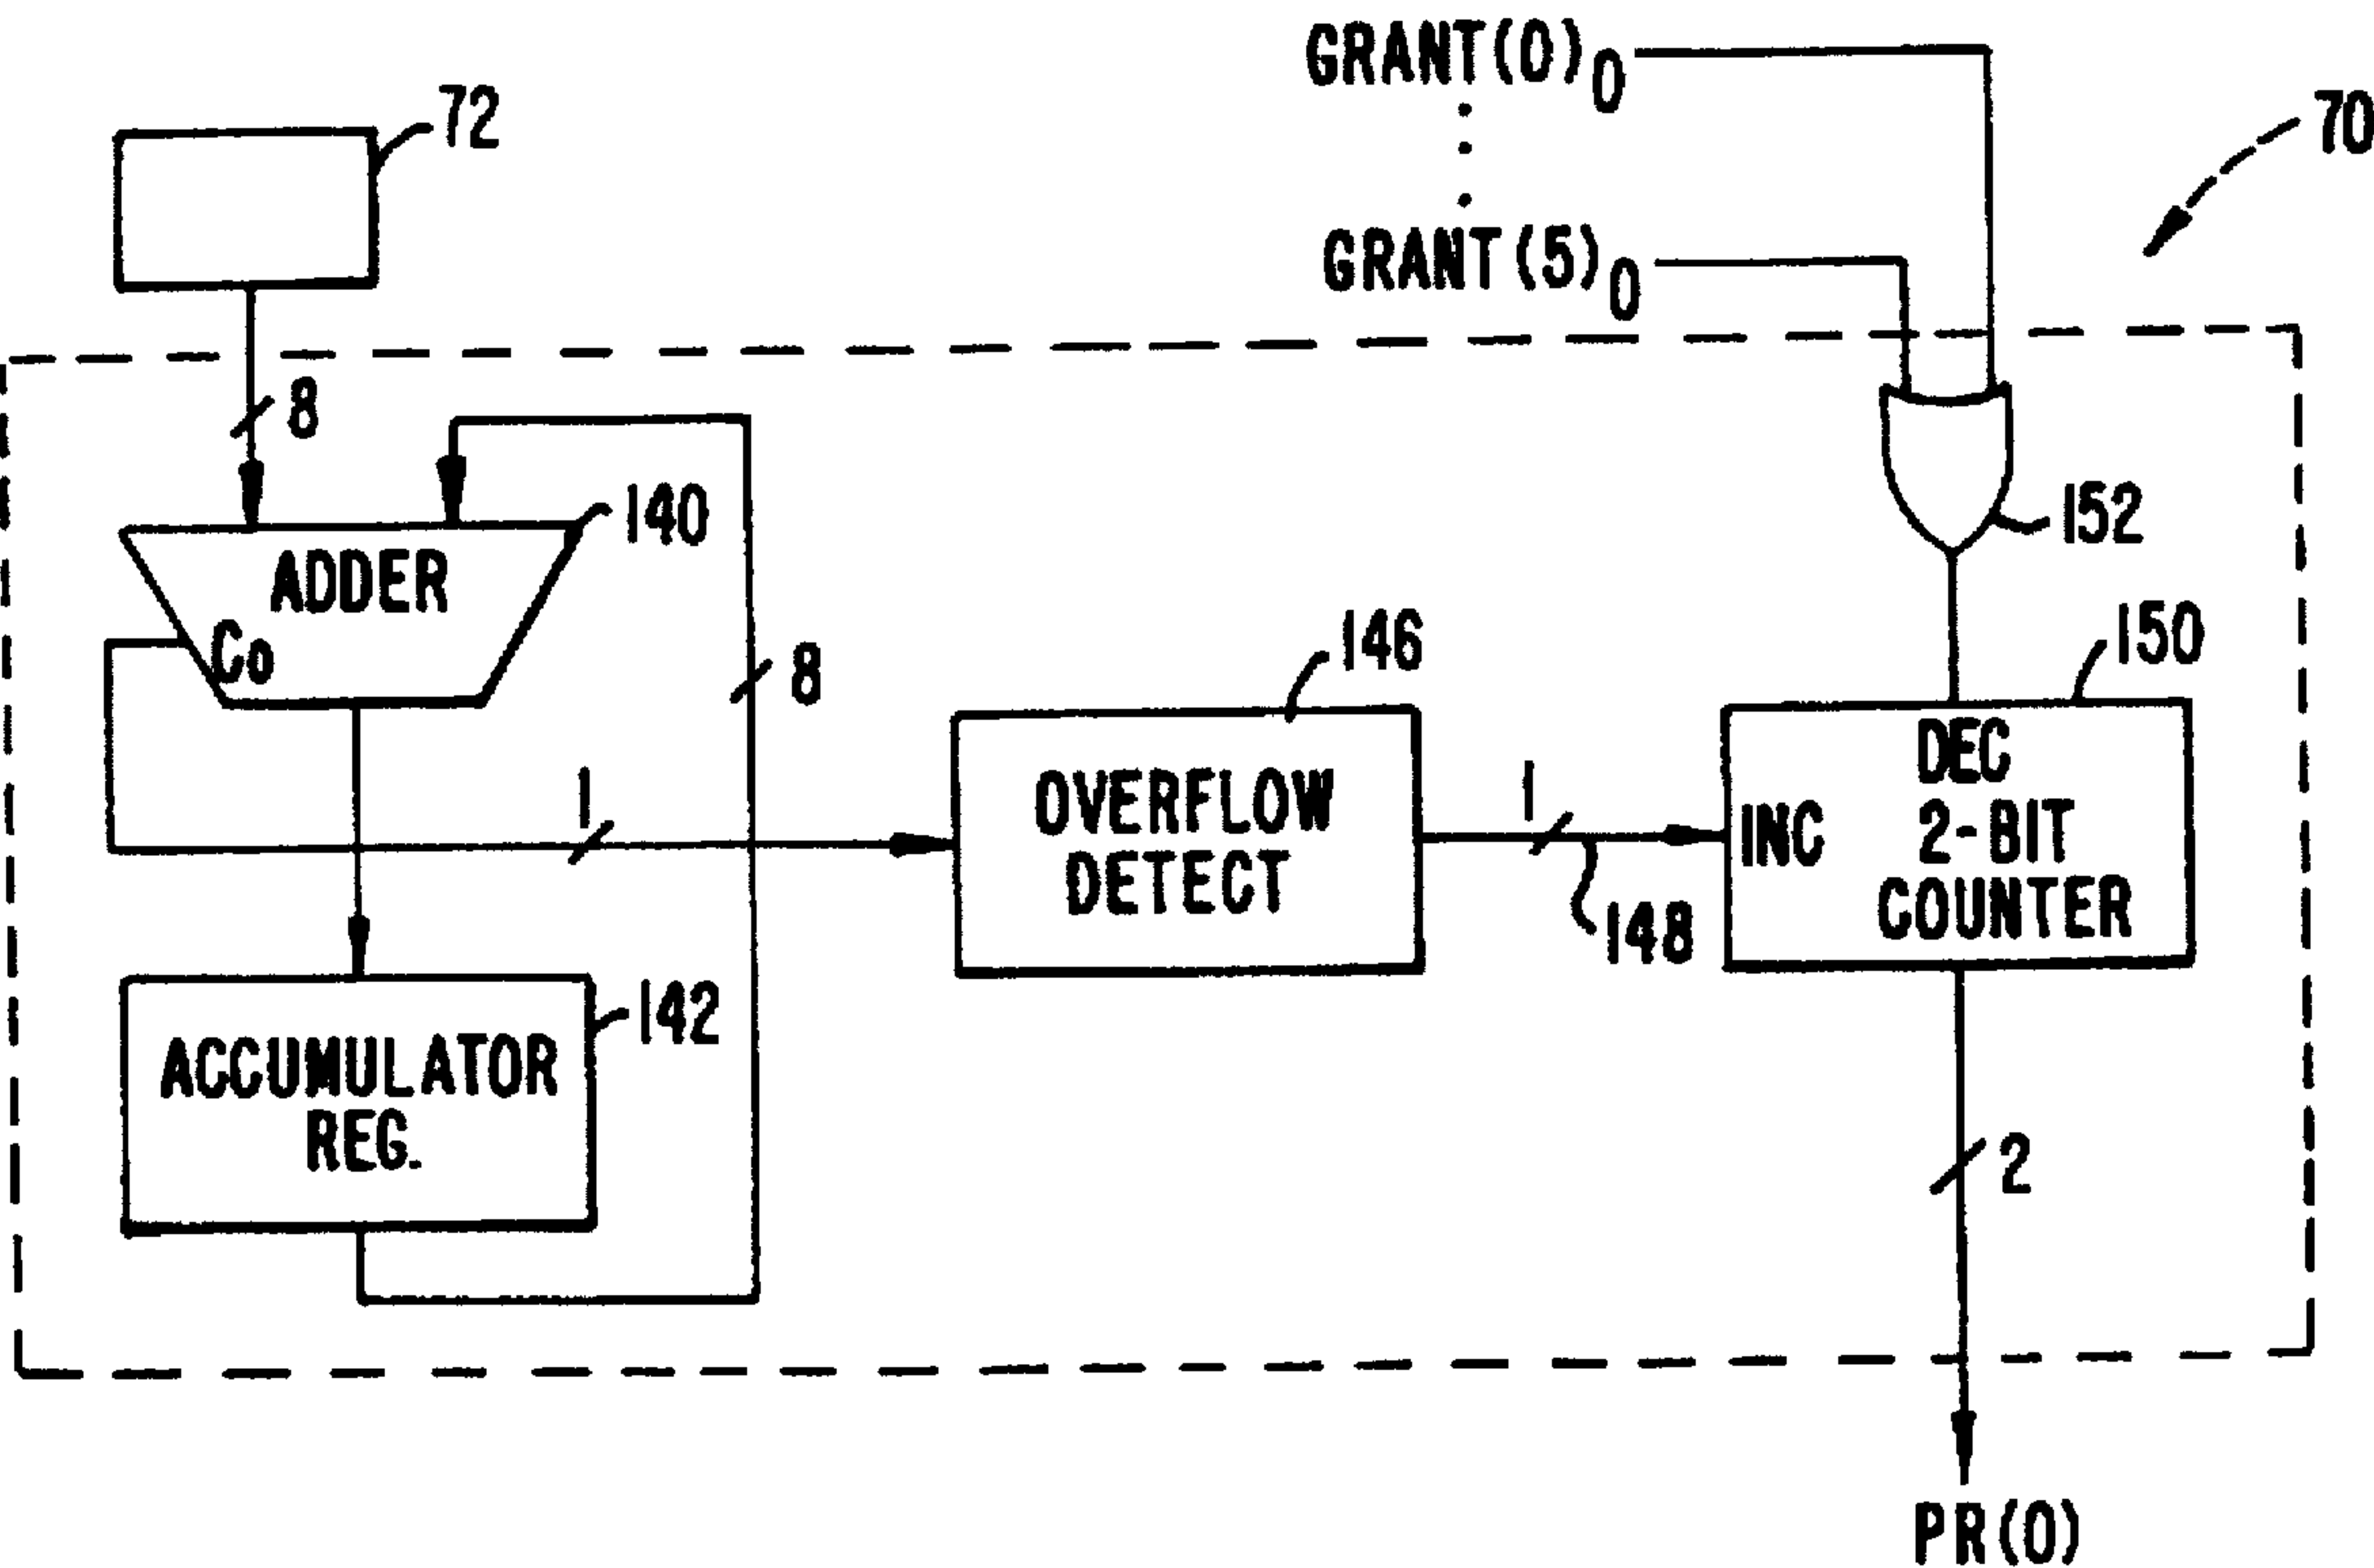 GRANT(0)0
72
70
GRANT(5)0
8
140
152
ADDER
Co
146
150
8
1
OVERFLOW
DETECT
1
148
DEC
INC
2-BIT
COUNTER
142
ACCUMULATOR
REG.
2
PR(0)